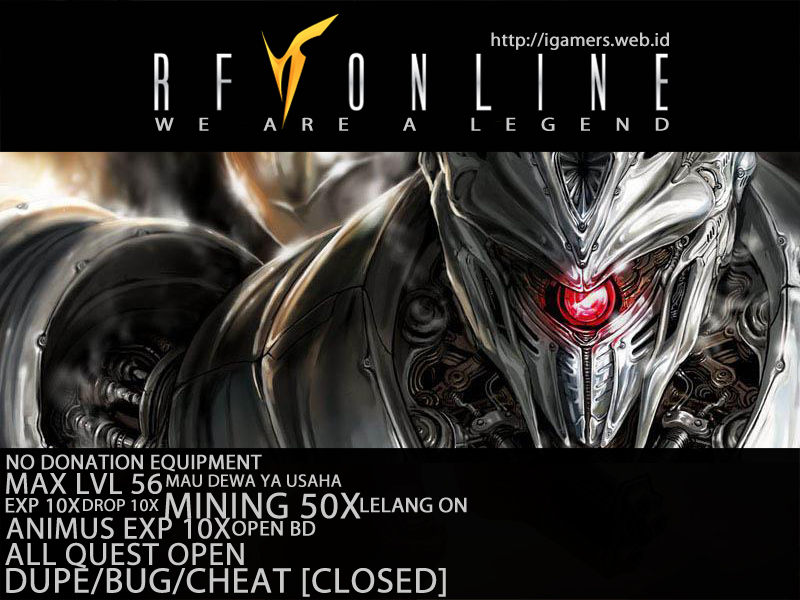 http://igamers.web.id
RF ONLINE
WE ARE A LEGEND
NO DONATION EQUIPMENT
MAX LVL 56 MAU DEWA YA USAHA
EXP 10X DROP 10X MINING 50X LELANG ON
ANIMUS EXP 10X OPEN BD
ALL QUEST OPEN
DUPE/BUG/CHEAT [CLOSED]